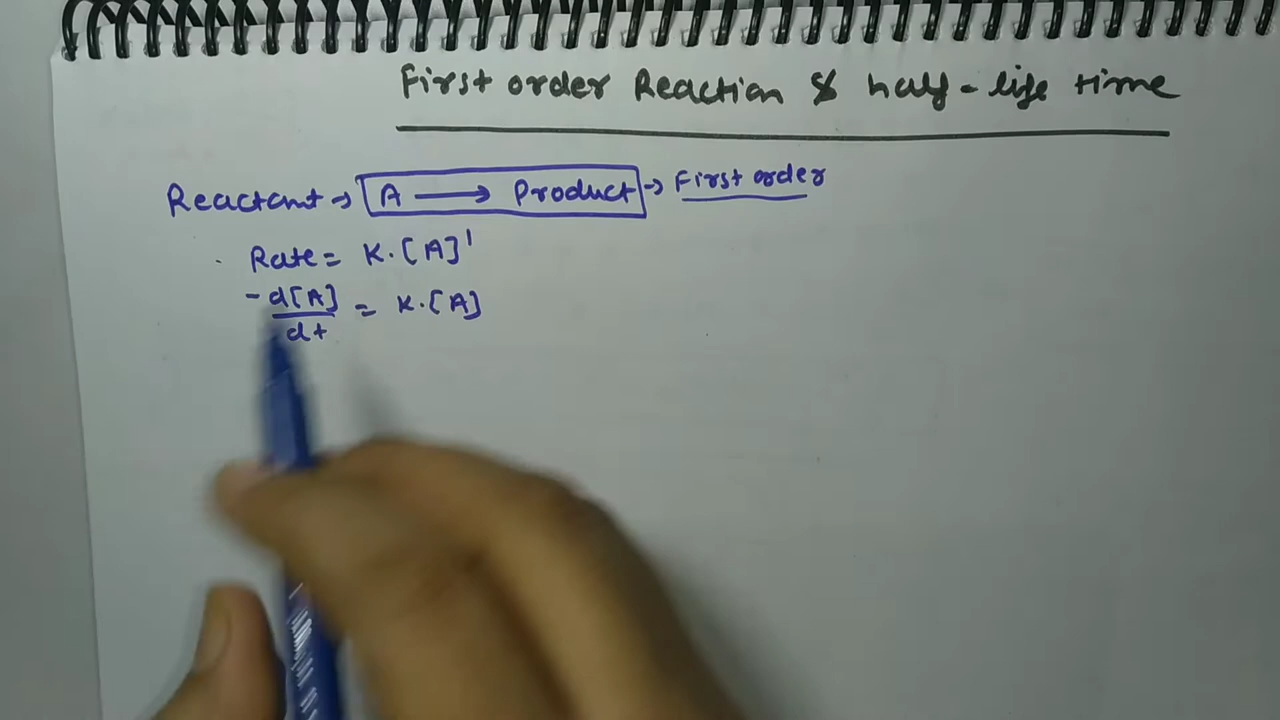 First order Reaction & half-life time
Reactant → A → Product → First order
Rate = K.[A]¹
-d[A]/dt = K.[A]